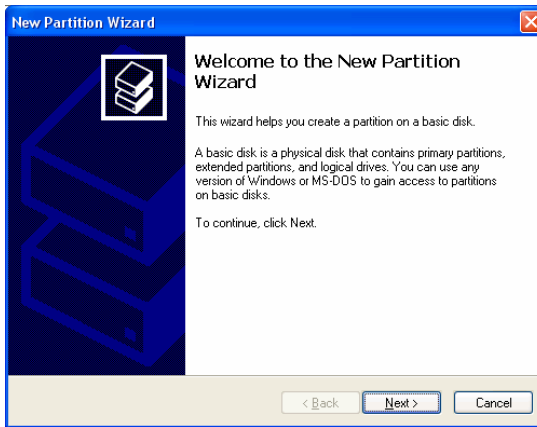 New Partition Wizard
Welcome to the New Partition
Wizard
This wizard helps you create a partition on a basic disk.
A basic disk is a physical disk that contains primary partitions,
extended partitions, and logical drives. You can use any
version of Windows or MS-DOS to gain access to partitions
on basic disks.
To continue, click Next.
< Back
Next >
Cancel